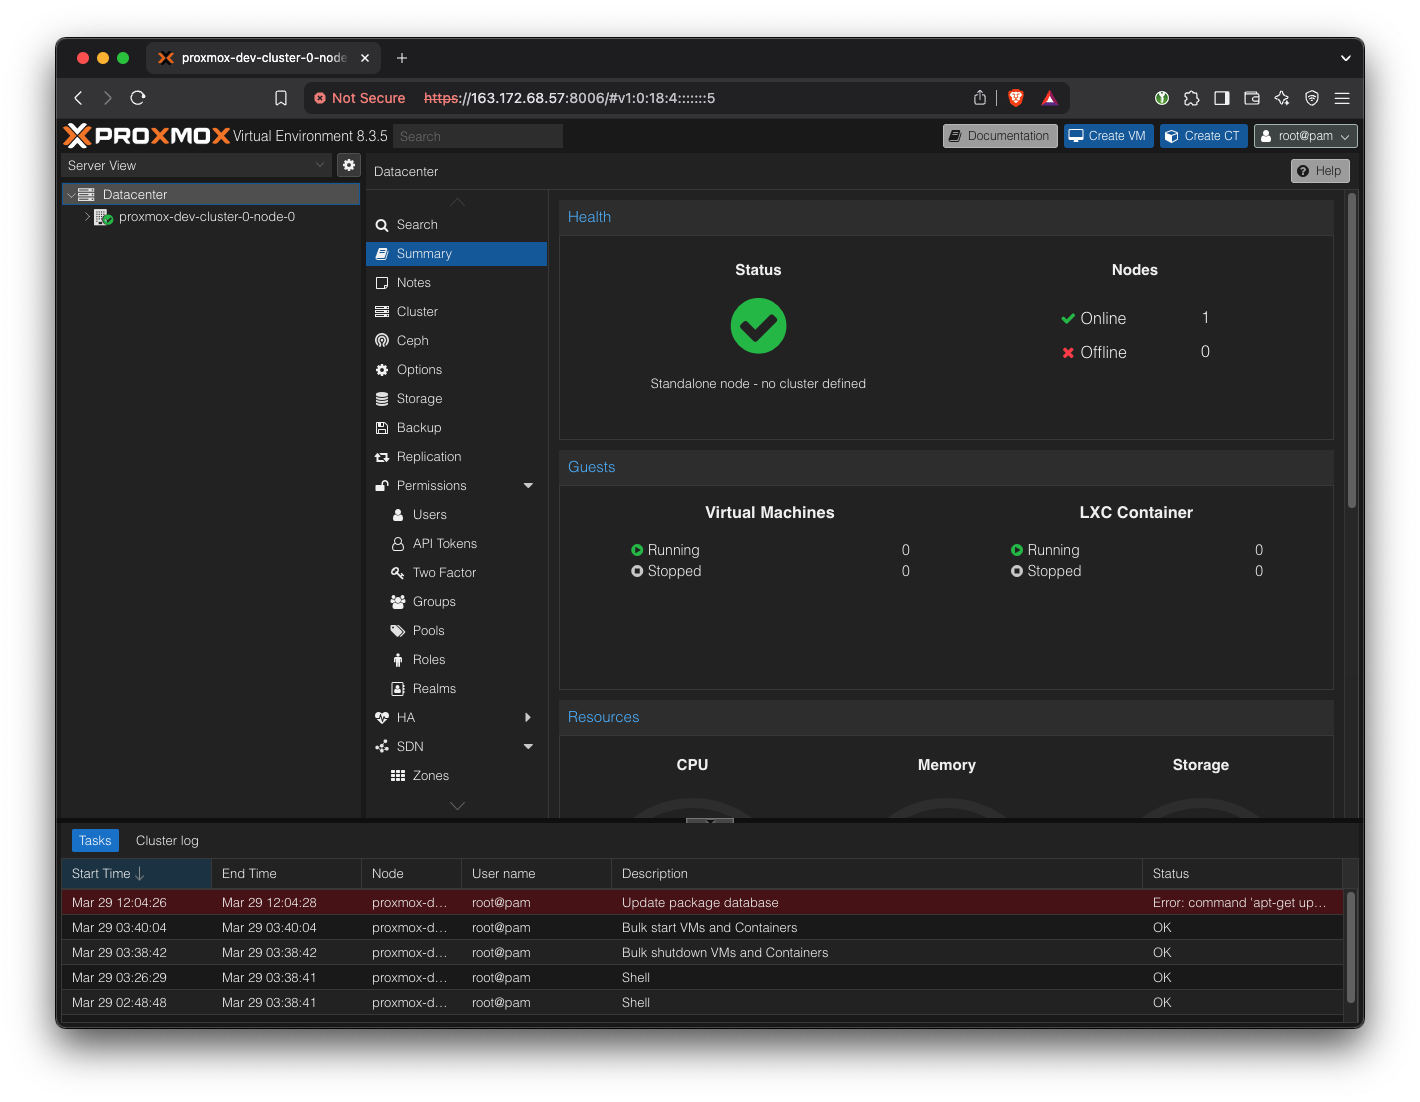 proxmox-dev-cluster-0-node
Not Secure https://163.172.68.57:8006/#v1:0:18:4:::::::5
PROXMOX Virtual Environment 8.3.5 Search Documentation Create VM Create CT root@pam
Server View
Datacenter
proxmox-dev-cluster-0-node-0
Datacenter Help
Search
Summary
Notes
Cluster
Ceph
Options
Storage
Backup
Replication
Permissions
Users
API Tokens
Two Factor
Groups
Pools
Roles
Realms
HA
SDN
Zones
Health
Status Nodes
Online 1
Offline 0
Standalone node - no cluster defined
Guests
Virtual Machines LXC Container
Running 0 Running 0
Stopped 0 Stopped 0
Resources
CPU Memory Storage
Tasks Cluster log
Start Time End Time Node User name Description Status
Mar 29 12:04:26 Mar 29 12:04:28 proxmox-d... root@pam Update package database Error: command 'apt-get up...
Mar 29 03:40:04 Mar 29 03:40:04 proxmox-d... root@pam Bulk start VMs and Containers OK
Mar 29 03:38:42 Mar 29 03:38:42 proxmox-d... root@pam Bulk shutdown VMs and Containers OK
Mar 29 03:26:29 Mar 29 03:38:41 proxmox-d... root@pam Shell OK
Mar 29 02:48:48 Mar 29 03:38:41 proxmox-d... root@pam Shell OK